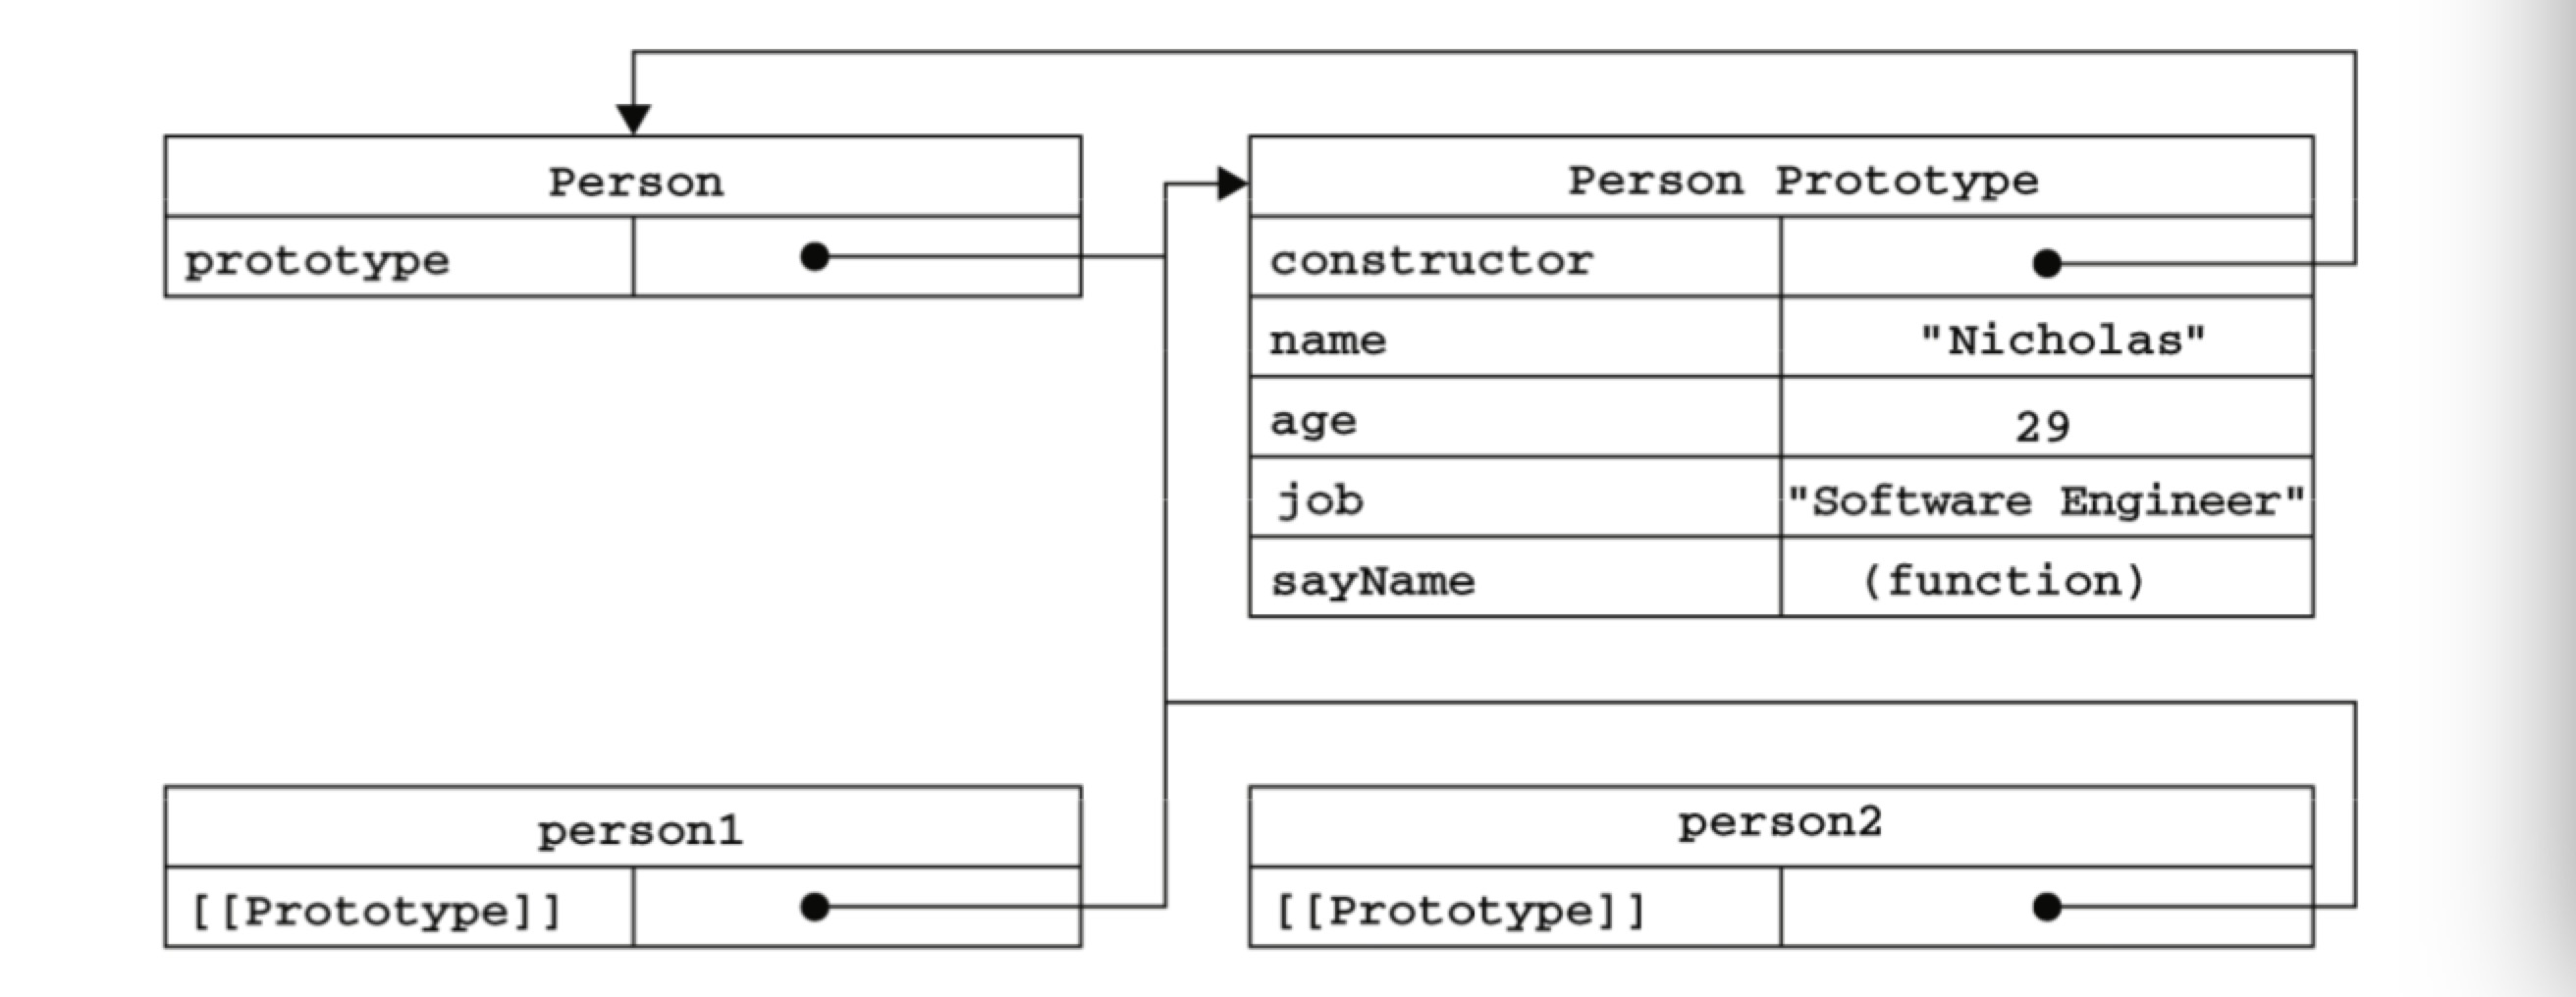 Person
prototype
Person Prototype
constructor
name "Nicholas"
age 29
job "Software Engineer"
sayName (function)
person1
[[Prototype]]
person2
[[Prototype]]